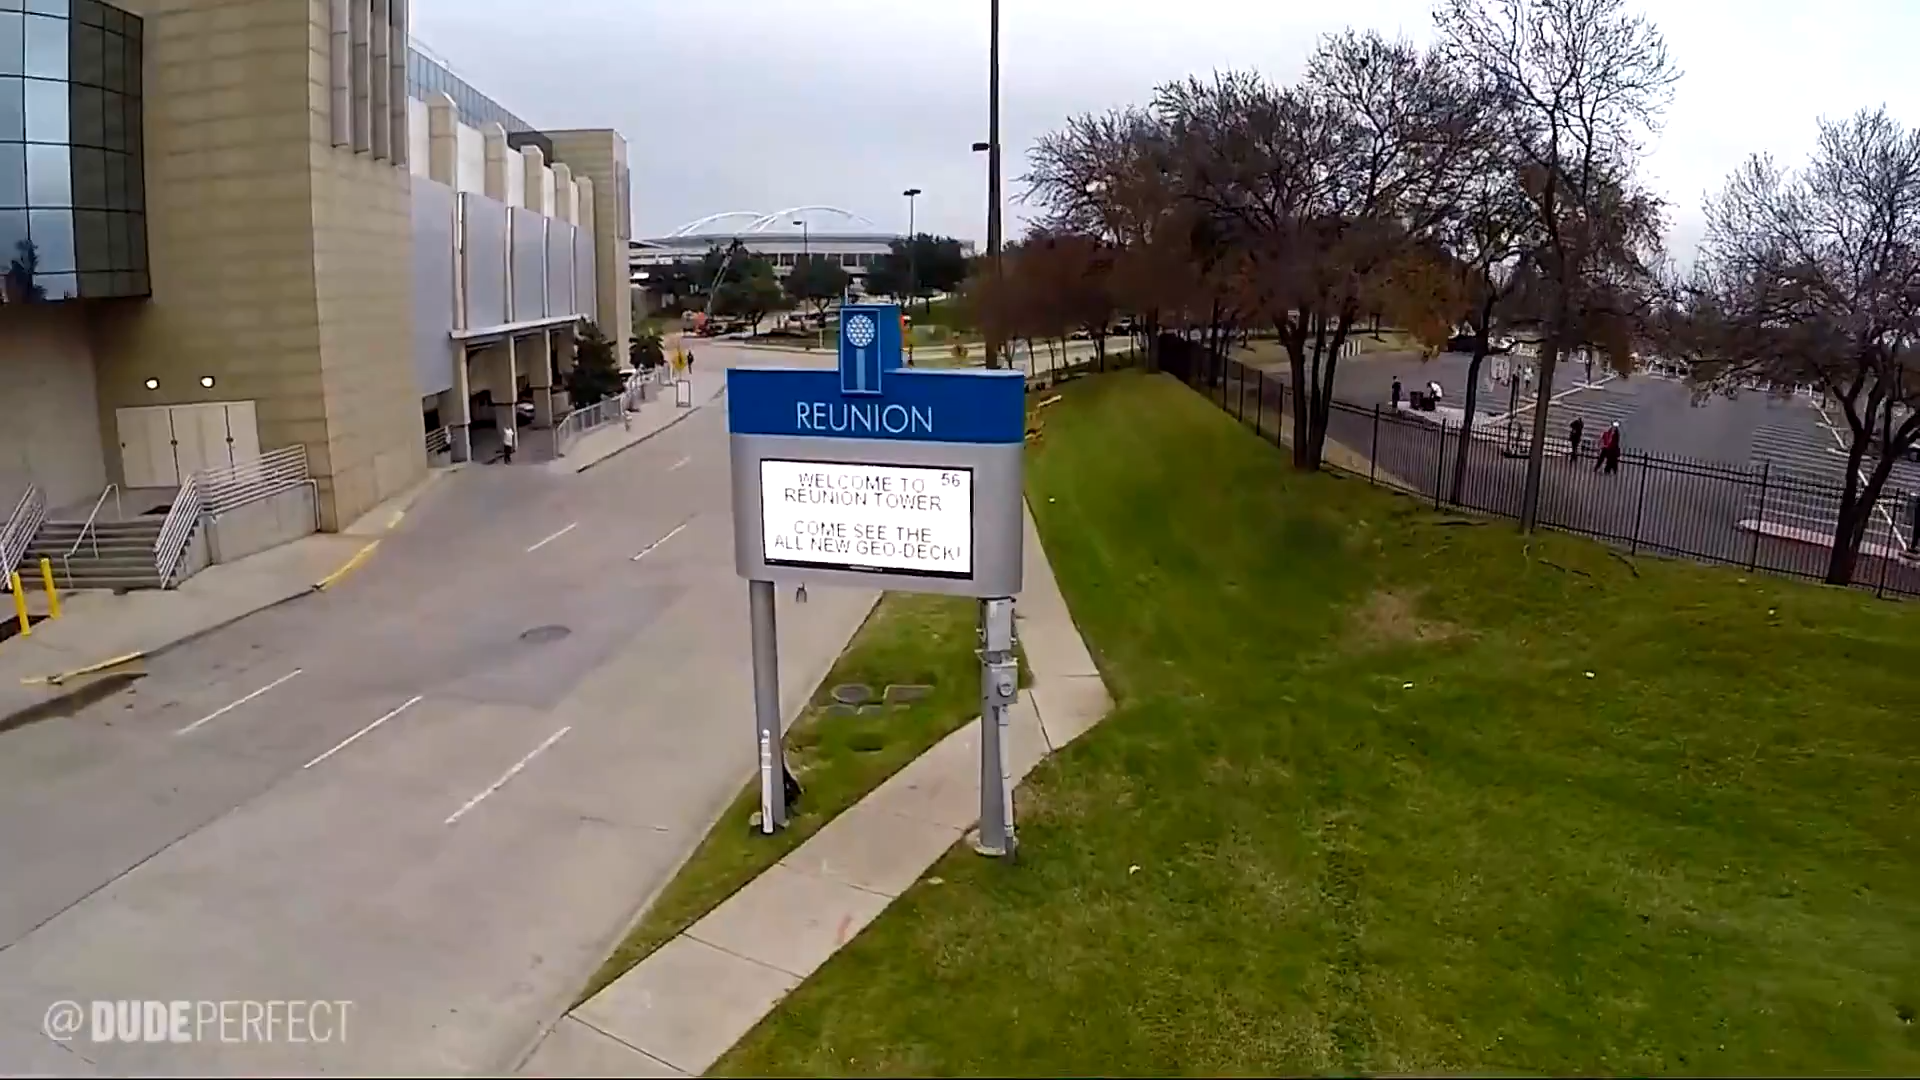 REUNION
WELCOME TO 56
REUNION TOWER
COME SEE THE
ALL NEW GEO-DECK!
@DUDEPERFECT